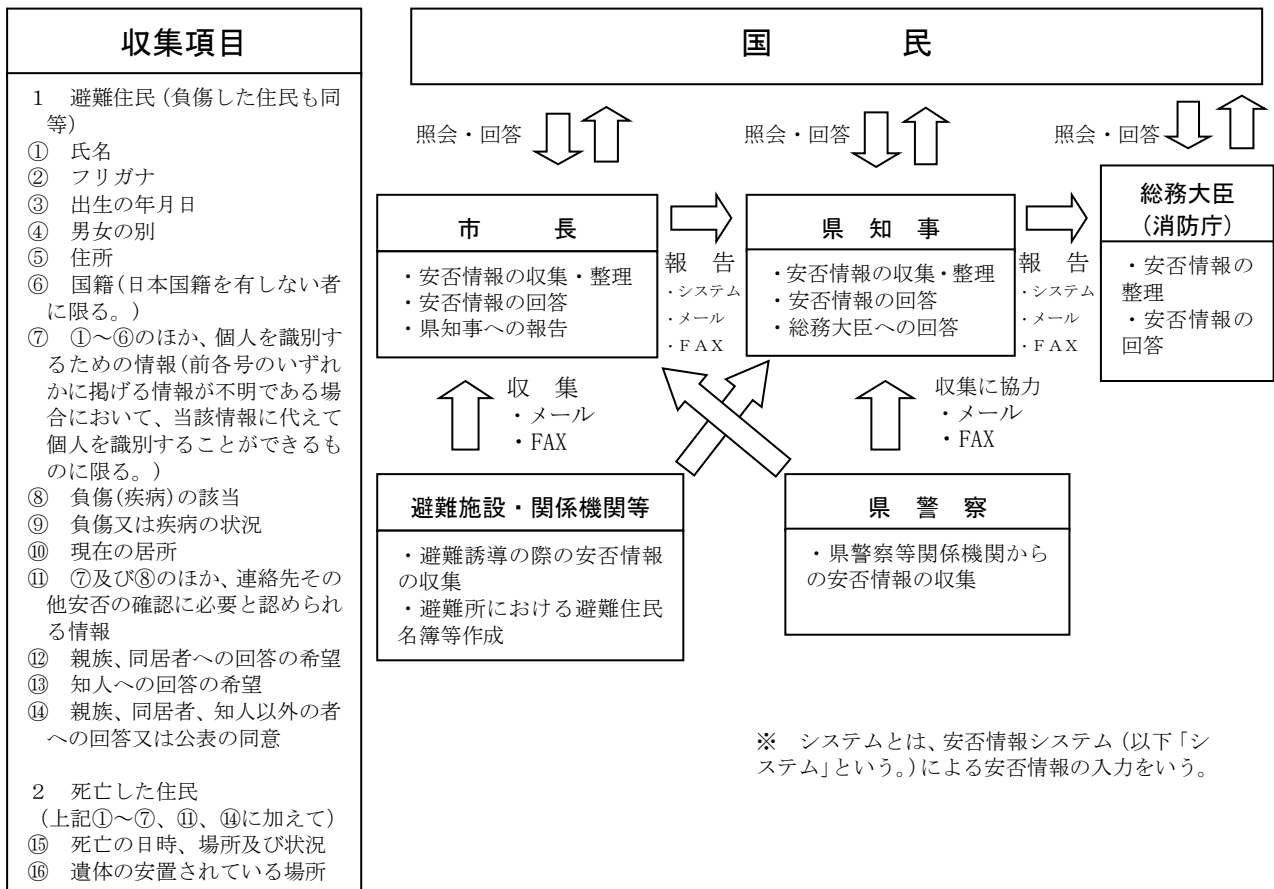 収集項目
1 避難住民(負傷した住民も同
等)
① 氏名
② フリガナ
③ 出生の年月日
④ 男女の別
⑤ 住所
⑥ 国籍(日本国籍を有しない者
に限る。)
⑦ ①~⑥のほか、個人を識別す
るための情報(前各号のいずれ
かに掲げる情報が不明である場
合において、当該情報に代えて
個人を識別することができるも
のに限る。)
⑧ 負傷(疾病)の該当
⑨ 負傷又は疾病の状況
⑩ 現在の居所
⑪ ⑦及び⑧のほか、連絡先その
他安否の確認に必要と認められ
る情報
⑫ 親族、同居者への回答の希望
⑬ 知人への回答の希望
⑭ 親族、同居者、知人以外の者
への回答又は公表の同意
2 死亡した住民
(上記①~⑦、⑪、⑭に加えて)
⑮ 死亡の日時、場所及び状況
⑯ 遺体の安置されている場所
国 民
照会・回答
照会・回答
照会・回答
市 長
・安否情報の収集・整理
・安否情報の回答
・県知事への報告
報 告
・システム
・メール
・FAX
県 知 事
・安否情報の収集・整理
・安否情報の回答
・総務大臣への回答
報 告
・システム
・メール
・FAX
総務大臣
(消防庁)
・安否情報の
整理
・安否情報の
回答
収 集
・メール
・FAX
収集に協力
・メール
・FAX
避難施設・関係機関等
・避難誘導の際の安否情報
の収集
・避難所における避難住民
名簿等作成
県 警 察
・県警察等関係機関から
の安否情報の収集
※ システムとは、安否情報システム(以下「シ
ステム」という。)による安否情報の入力をいう。